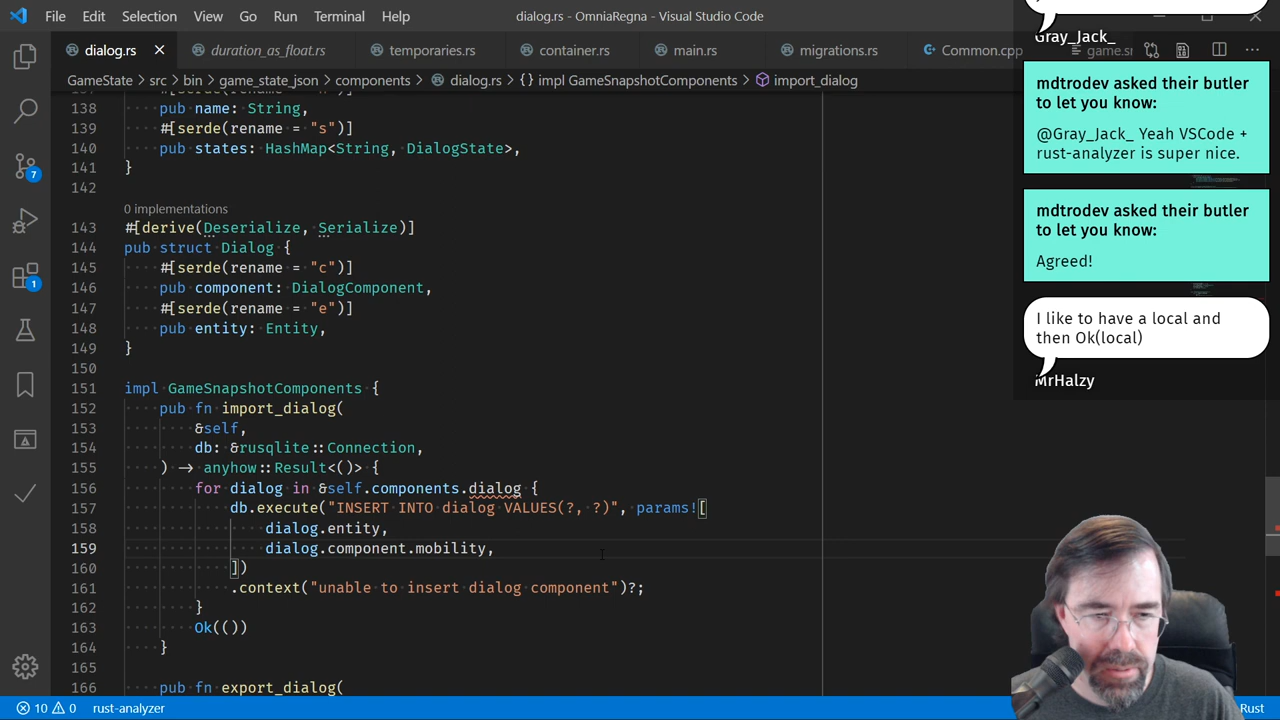 File Edit Selection View Go Run Terminal Help dialog.rs - OmniaRegna - Visual Studio Code
dialog.rs duration_as_float.rs temporaries.rs container.rs main.rs migrations.rs Common.cpp game.sr
GameState > src > bin > game_state_json > components > dialog.rs > {} impl GameSnapshotComponents > import_dialog
138 pub name: String,
139 #[serde(rename = "s")]
140 pub states: HashMap<String, DialogState>,
141 }
142
0 implementations
143 #[derive(Deserialize, Serialize)]
144 pub struct Dialog {
145 #[serde(rename = "c")]
146 pub component: DialogComponent,
147 #[serde(rename = "e")]
148 pub entity: Entity,
149 }
150
151 impl GameSnapshotComponents {
152 pub fn import_dialog(
153 &self,
154 db: &rusqlite::Connection,
155 ) -> anyhow::Result<()> {
156 for dialog in &self.components.dialog {
157 db.execute("INSERT INTO dialog VALUES(?, ?)", params![
158 dialog.entity,
159 dialog.component.mobility,
160 ])
161 .context("unable to insert dialog component")?;
162 }
163 Ok(())
164 }
165
166 pub fn export_dialog(
7
1
10 0 rust-analyzer
Rust
Gray_Jack_
mdtrodev asked their butler
to let you know:
@Gray_Jack_ Yeah VSCode +
rust-analyzer is super nice.
mdtrodev asked their butler
to let you know:
Agreed!
I like to have a local and
then Ok(local)
MrHalzy